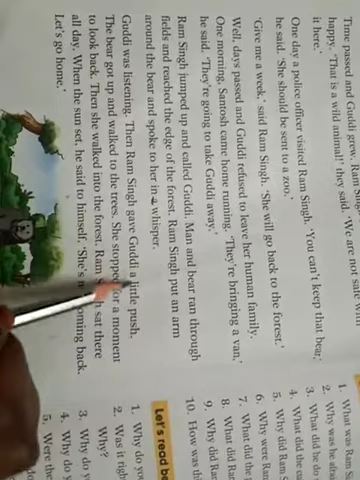 Time passed and Guddi grew. Ram
happy. 'That is a wild animal!' they said. 'We are not safe
it here.'
One day a police officer visited Ram Singh. 'You can't keep that bear,'
he said. 'She should be sent to a zoo.'
'Give me a week,' said Ram Singh. 'She will go back to the forest.'
Well, days passed and Guddi refused to leave her human family.
One morning, Santosh came home running. 'They're bringing a van,'
he said. 'They're going to take Guddi away.'
Ram Singh jumped up and called Guddi. Man and bear ran through
fields and reached the edge of the forest. Ram Singh put an arm
around the bear and spoke to her in a whisper.
Guddi was listening. Then Ram Singh gave Guddi a little push.
The bear got up and walked to the trees. She stopped for a moment
to look back. Then she walked into the forest. Ram sat there
all day. When the sun set, he said to himself, 'She's coming back.
Let's go home.'
1. What was Ram
2. Why was he
3. What did he do
4. What did the
5. Why did Ram S
6. Why were Ram
7. What did the
8. What did Ram
9. Why did Ram
10. How was
Let's read
1. Why do yo
2. Was it right
Why?
3. Why do yo
4. Why do y
5. Were the